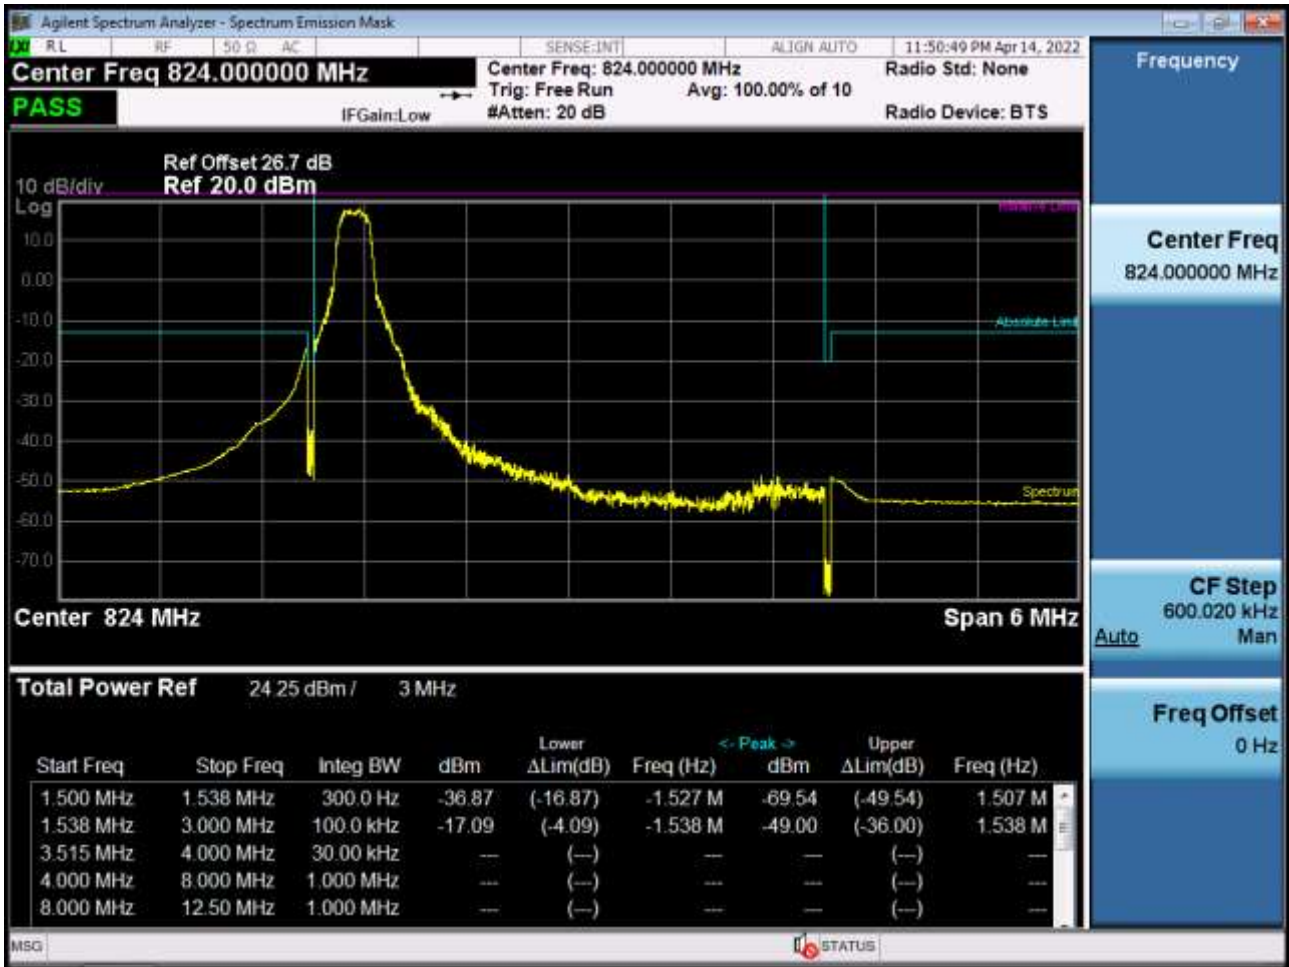 Agilent Spectrum Analyzer - Spectrum Emission Mask
LXI RL RF 50 Ω AC SENSE:INT ALIGN AUTO 11:50:49 PM Apr 14, 2022
Center Freq 824.000000 MHz
Center Freq: 824.000000 MHz Radio Std: None
Trig: Free Run Avg: 100.00% of 10
PASS
IFGain:Low #Atten: 20 dB Radio Device: BTS
Ref Offset 26.7 dB
10 dB/div Ref 20.0 dBm
Log
Relative Limit
10.0
0.00
-10.0
Absolute Limit
-20.0
-30.0
-40.0
-50.0
Spectrum
-60.0
-70.0
Center 824 MHz Span 6 MHz
Total Power Ref 24.25 dBm / 3 MHz
Lower <- Peak -> Upper
Start Freq Stop Freq Integ BW dBm ΔLim(dB) Freq (Hz) dBm ΔLim(dB) Freq (Hz)
1.500 MHz 1.538 MHz 300.0 Hz -36.87 (-16.87) -1.527 M -69.54 (-49.54) 1.507 M
1.538 MHz 3.000 MHz 100.0 kHz -17.09 (-4.09) -1.538 M -49.00 (-36.00) 1.538 M
3.515 MHz 4.000 MHz 30.00 kHz --- (---) --- --- (---) ---
4.000 MHz 8.000 MHz 1.000 MHz --- (---) --- --- (---) ---
8.000 MHz 12.50 MHz 1.000 MHz --- (---) --- --- (---) ---
MSG STATUS
Frequency
Center Freq
824.000000 MHz
CF Step
600.020 kHz
Auto Man
Freq Offset
0 Hz